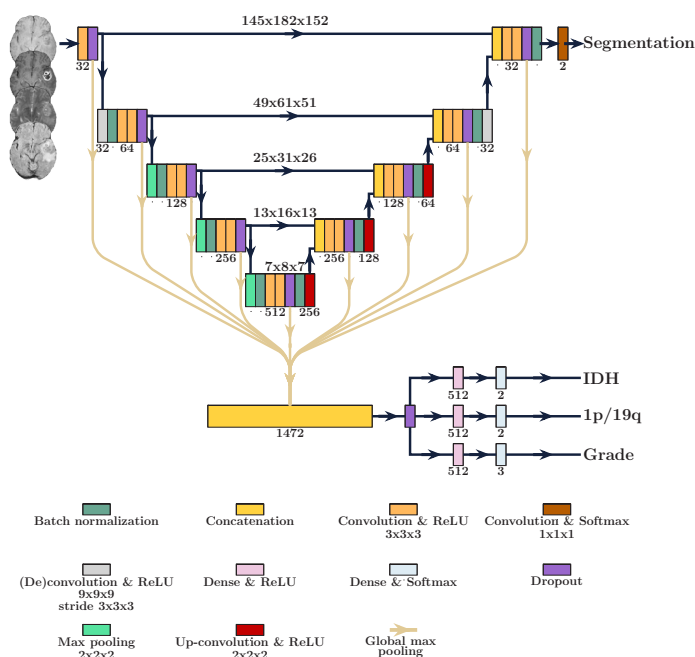 145x182x152
Segmentation
32
32
2
49x61x51
32
64
64
32
25x31x26
128
128
64
13x16x13
256
256
128
7x8x7
512
256
IDH
512
2
1p/19q
1472
512
2
Grade
512
3
Batch normalization
Concatenation
Convolution & ReLU
3x3x3
Convolution & Softmax
1x1x1
(De)convolution & ReLU
9x9x9
stride 3x3x3
Dense & ReLU
Dense & Softmax
Dropout
Max pooling
2x2x2
Up-convolution & ReLU
2x2x2
Global max
pooling